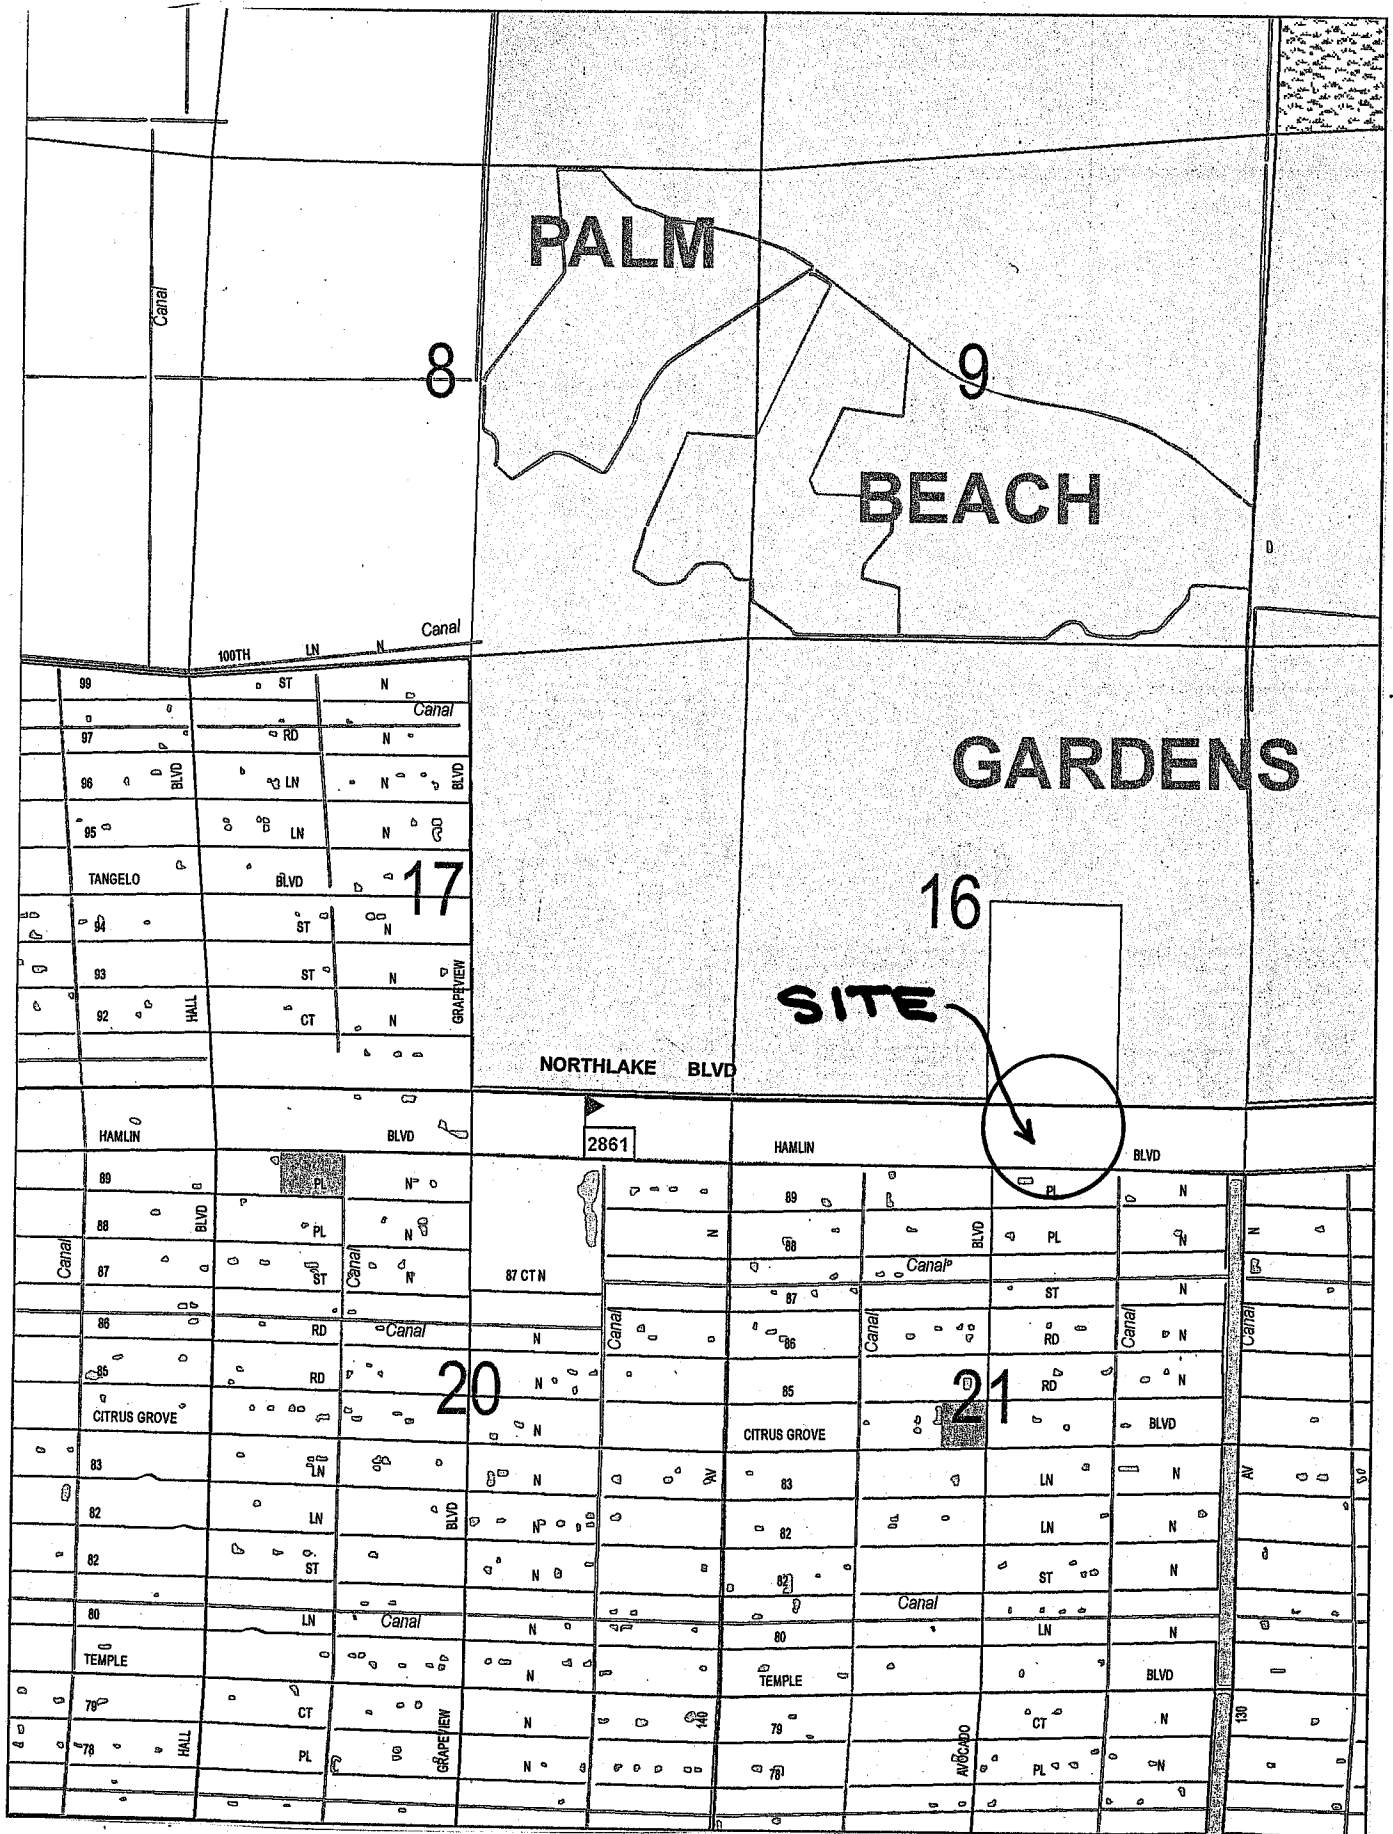 PALM
Canal
8
9
BEACH
Canal
100TH LN N
99 ST N
Canal
97 RD N
GARDENS
96 BLVD LN N BLVD
95 LN N
TANGELO BLVD
17
16
94 ST N
93 ST N
GRAPEVIEW
SITE
92 HALL CT N
NORTHLAKE BLVD
HAMLIN BLVD
2861
HAMLIN BLVD
89 PL N
89 PL N
88 BLVD PL N
N 88 BLVD PL N
Canal
Canal
Canal
87 ST N
87 CT N
87 ST N
Canal
Canal
Canal
Canal
86 RD Canal N
86 RD N
85 RD N
20
85 RD N
21
CITRUS GROVE N
CITRUS GROVE BLVD
83 LN N
AV 83 LN N AV
82 LN BLVD N
82 LN N
82 ST N
82 ST N
Canal
80 LN Canal N
80 LN N
TEMPLE N
TEMPLE BLVD
79 CT N
140 79 CT N 130
HALL
GRAPEVIEW
AVOCADO
78 PL N
78 PL N